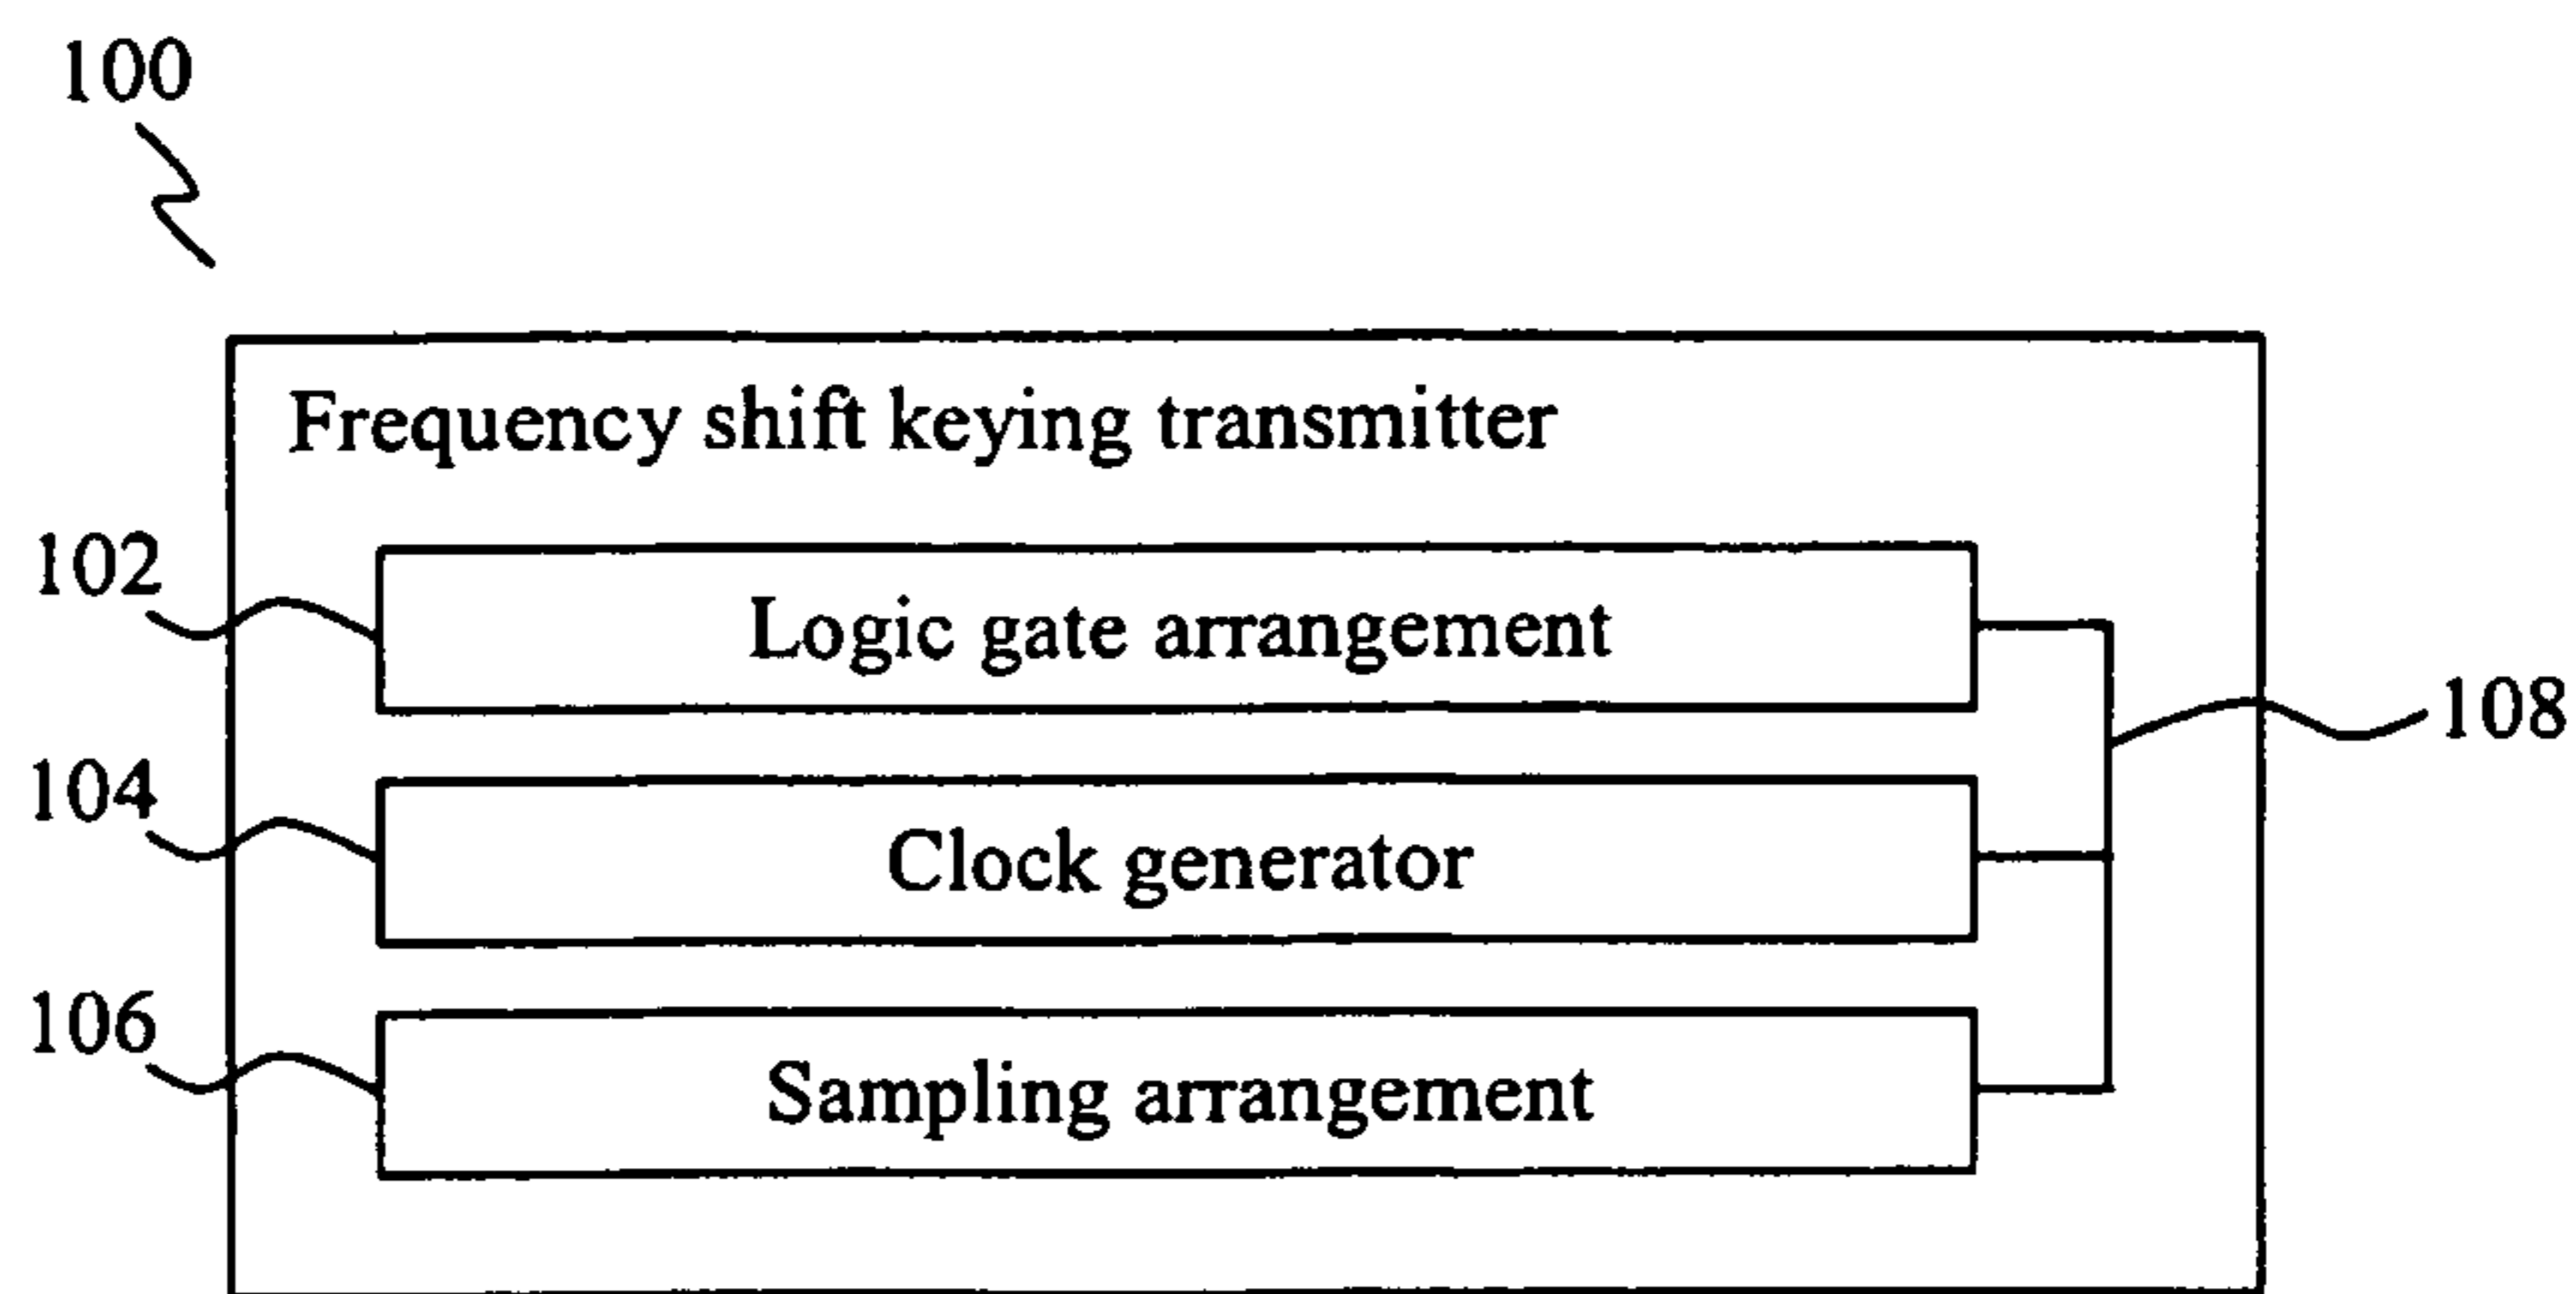 100
Frequency shift keying transmitter
102
Logic gate arrangement
108
104
Clock generator
106
Sampling arrangement